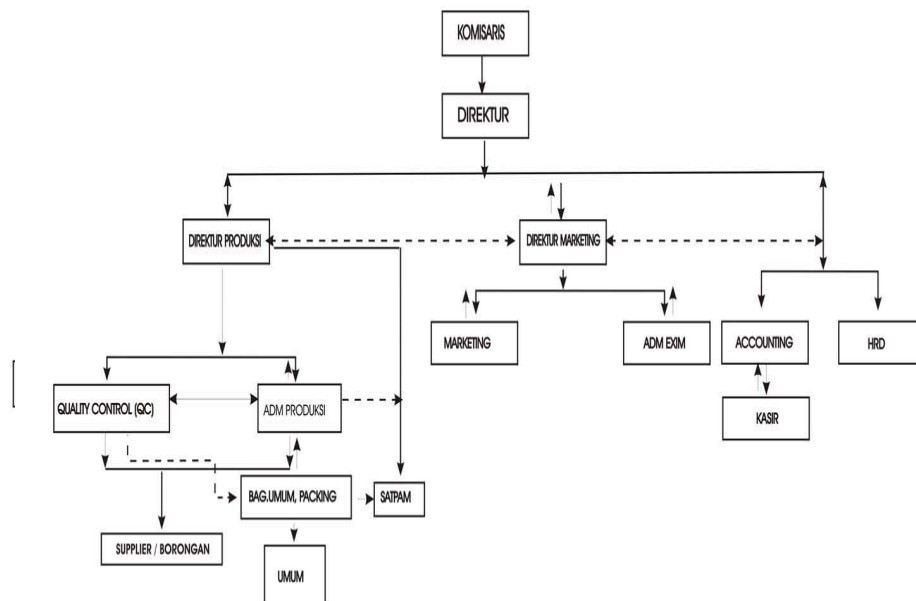 KOMISARIS
DIREKTUR
DIREKTUR PRODUKSI
DIREKTUR MARKETING
MARKETING
ADM EXIM
ACCOUNTING
HRD
QUALITY CONTROL (QC)
ADM PRODUKSI
KASIR
BAG.UMUM, PACKING
SATPAM
SUPPLIER / BORONGAN
UMUM